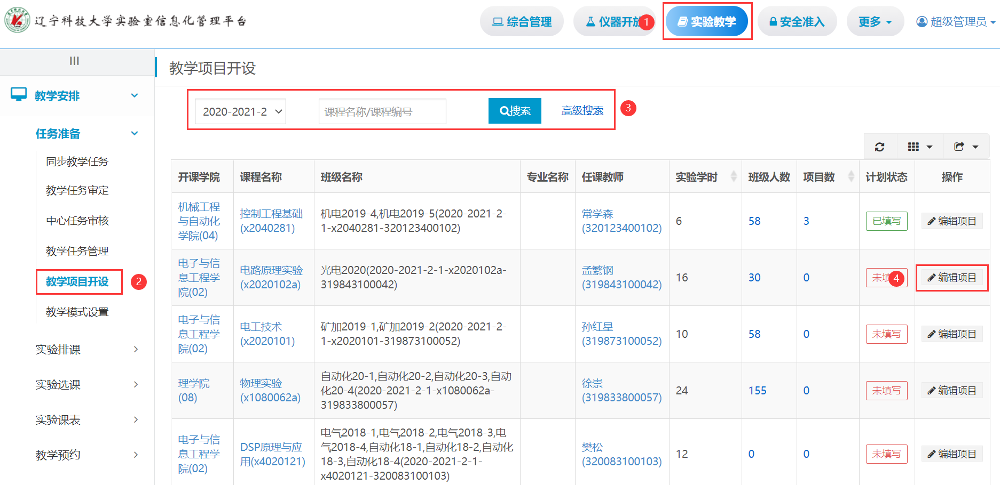 辽宁科技大学实验室信息化管理平台
综合管理
仪器开放
1
实验教学
安全准入
更多
超级管理员
教学项目开设
教学安排
任务准备
同步教学任务
教学任务审定
中心任务审核
教学任务管理
教学项目开设
2
教学模式设置
实验排课
实验选课
实验课表
教学预约
2020-2021-2
课程名称/课程编号
搜索
高级搜索
3
开课学院
课程名称
班级名称
专业名称
任课教师
实验学时
班级人数
项目数
计划状态
操作
机械工程
与自动化
学院(04)
控制工程基础
(x2040281)
机电2019-4,机电2019-5(2020-2021-2-
1-x2040281-320123400102)
常学森
(320123400102)
6
58
3
已填写
编辑项目
电子与信
息工程学
院(02)
电路原理实验
(x2020102a)
光电2020(2020-2021-2-1-x2020102a-
319843100042)
孟繁钢
(319843100042)
16
30
0
未填
4
编辑项目
电子与信
息工程学
院(02)
电工技术
(x2020101)
矿加2019-1,矿加2019-2(2020-2021-2-
1-x2020101-319873100052)
孙红星
(319873100052)
10
58
0
未填写
编辑项目
理学院
(08)
物理实验
(x1080062a)
自动化20-1,自动化20-2,自动化20-3,自动
化20-4(2020-2021-2-1-x1080062a-
319833800057)
徐崇
(319833800057)
24
155
0
未填写
编辑项目
电子与信
息工程学
院(02)
DSP原理与应
用(x4020121)
电气2018-1,电气2018-2,电气2018-3,电
气2018-4,自动化18-1,自动化18-2,自动化
18-3,自动化18-4(2020-2021-2-1-
x4020121-320083100103)
樊松
(320083100103)
12
0
0
未填写
编辑项目